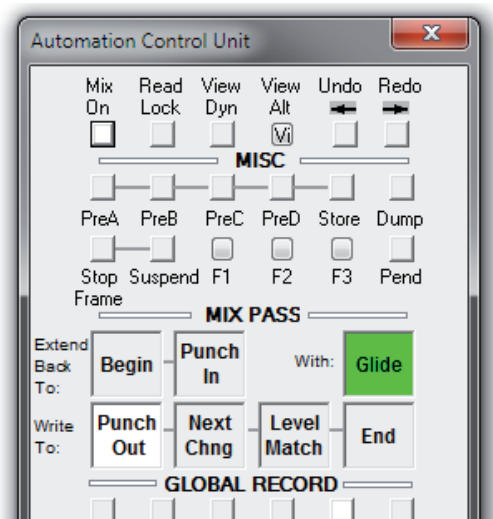 Automation Control Unit
Mix Read View View Undo Redo
On Lock Dyn Alt
Vi
MISC
PreA PreB PreC PreD Store Dump
Stop Suspend F1 F2 F3 Pend
Frame
MIX PASS
Extend Back To: Begin Punch In With: Glide
Write To: Punch Out Next Chng Level Match End
GLOBAL RECORD